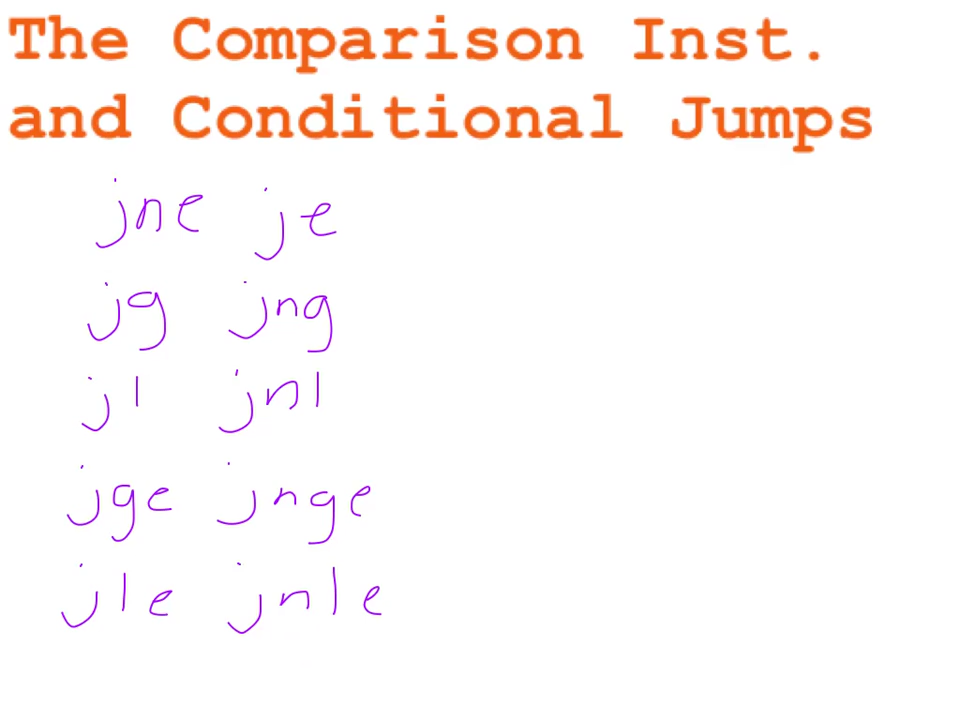 The Comparison Inst.
and Conditional Jumps
jne je
jg jng
jl jnl
jge jnge
jle jnle